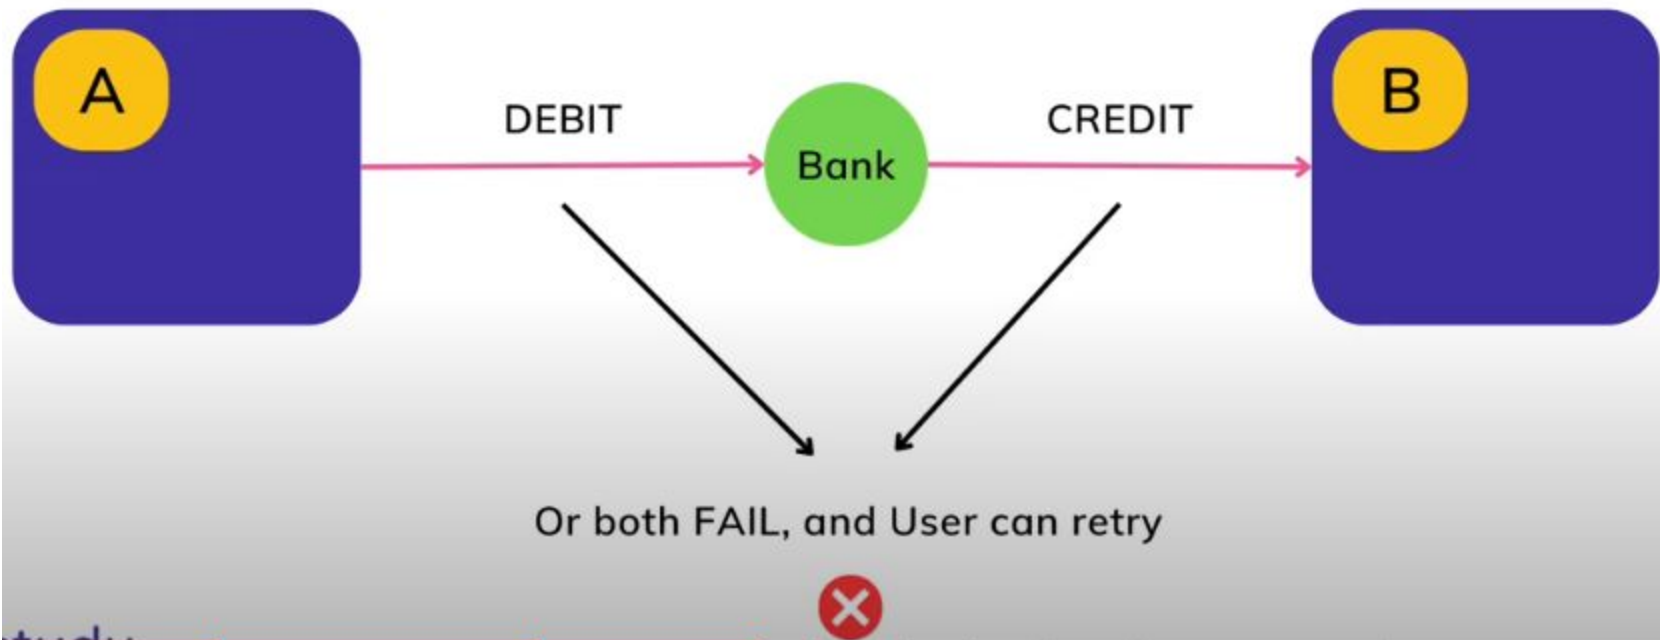 A
B
DEBIT
CREDIT
Bank
Or both FAIL, and User can retry